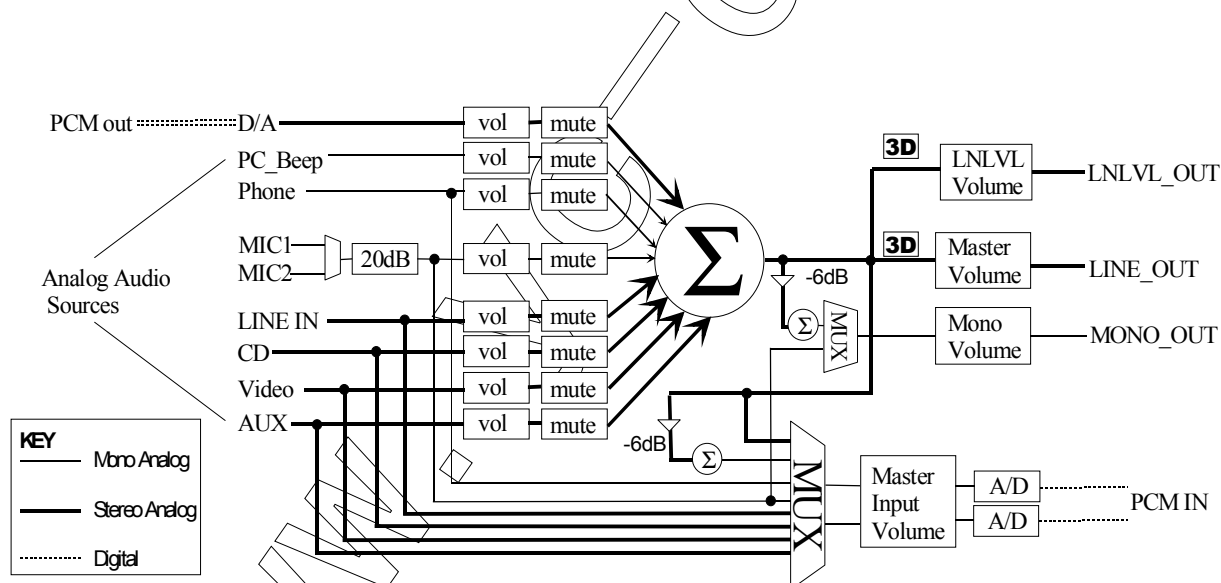 PCM out
D/A
vol
mute
PC_Beep
vol
mute
Phone
vol
mute
MIC1
MIC2
20dB
vol
mute
Analog Audio
Sources
LINE IN
vol
mute
CD
vol
mute
Video
vol
mute
AUX
vol
mute
Σ
3D
LNLVL
Volume
LNLVL_OUT
3D
Master
Volume
LINE_OUT
-6dB
Σ
MUX
Mono
Volume
MONO_OUT
-6dB
Σ
MUX
Master
Input
Volume
A/D
A/D
PCM IN
KEY
Mono Analog
Stereo Analog
Digital